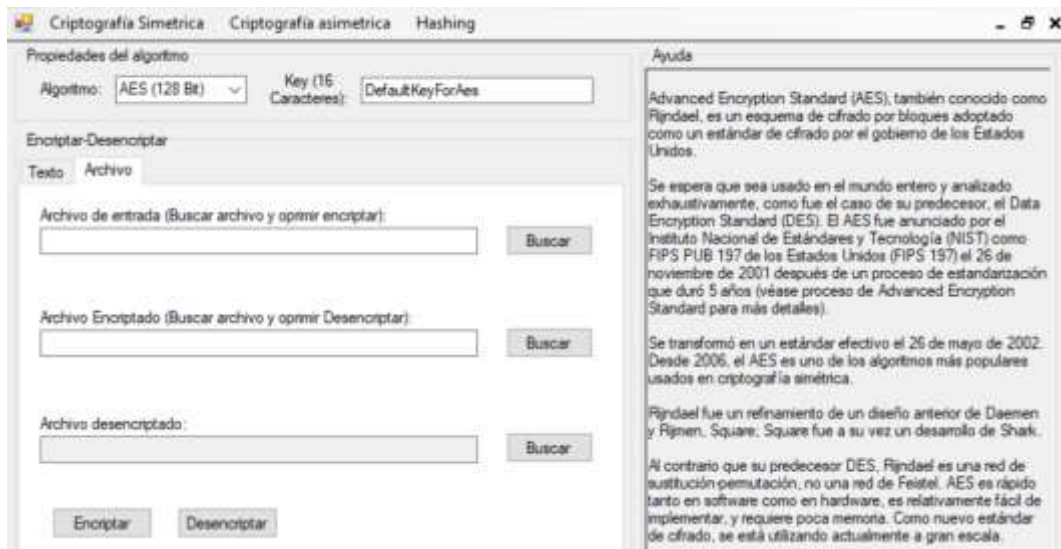 Criptografía Simetrica Criptografía asimetrica Hashing
Propiedades del algoritmo
Algoritmo: AES (128 Bit) Key (16 Caracteres): DefaultKeyForAes
Encriptar-Desencriptar
Texto Archivo
Archivo de entrada (Buscar archivo y oprimir encriptar):
Buscar
Archivo Encriptado (Buscar archivo y oprimir Desencriptar):
Buscar
Archivo desencriptado:
Buscar
Encriptar Desencriptar
Ayuda
Advanced Encryption Standard (AES), también conocido como
Rijndael, es un esquema de cifrado por bloques adoptado
como un estándar de cifrado por el gobierno de los Estados
Unidos.
Se espera que sea usado en el mundo entero y analizado
exhaustivamente, como fue el caso de su predecesor, el Data
Encryption Standard (DES). El AES fue anunciado por el
Instituto Nacional de Estándares y Tecnología (NIST) como
FIPS PUB 197 de los Estados Unidos (FIPS 197) el 26 de
noviembre de 2001 después de un proceso de estandarización
que duró 5 años (véase proceso de Advanced Encryption
Standard para más detalles).
Se transformó en un estándar efectivo el 26 de mayo de 2002.
Desde 2006, el AES es uno de los algoritmos más populares
usados en criptografía simétrica.
Rijndael fue un refinamiento de un diseño anterior de Daemen
y Rijmen, Square; Square fue a su vez un desarrollo de Shark.
Al contrario que su predecesor DES, Rijndael es una red de
sustitución-permutación, no una red de Feistel. AES es rápido
tanto en software como en hardware, es relativamente fácil de
implementar, y requiere poca memoria. Como nuevo estándar
de cifrado, se está utilizando actualmente a gran escala.